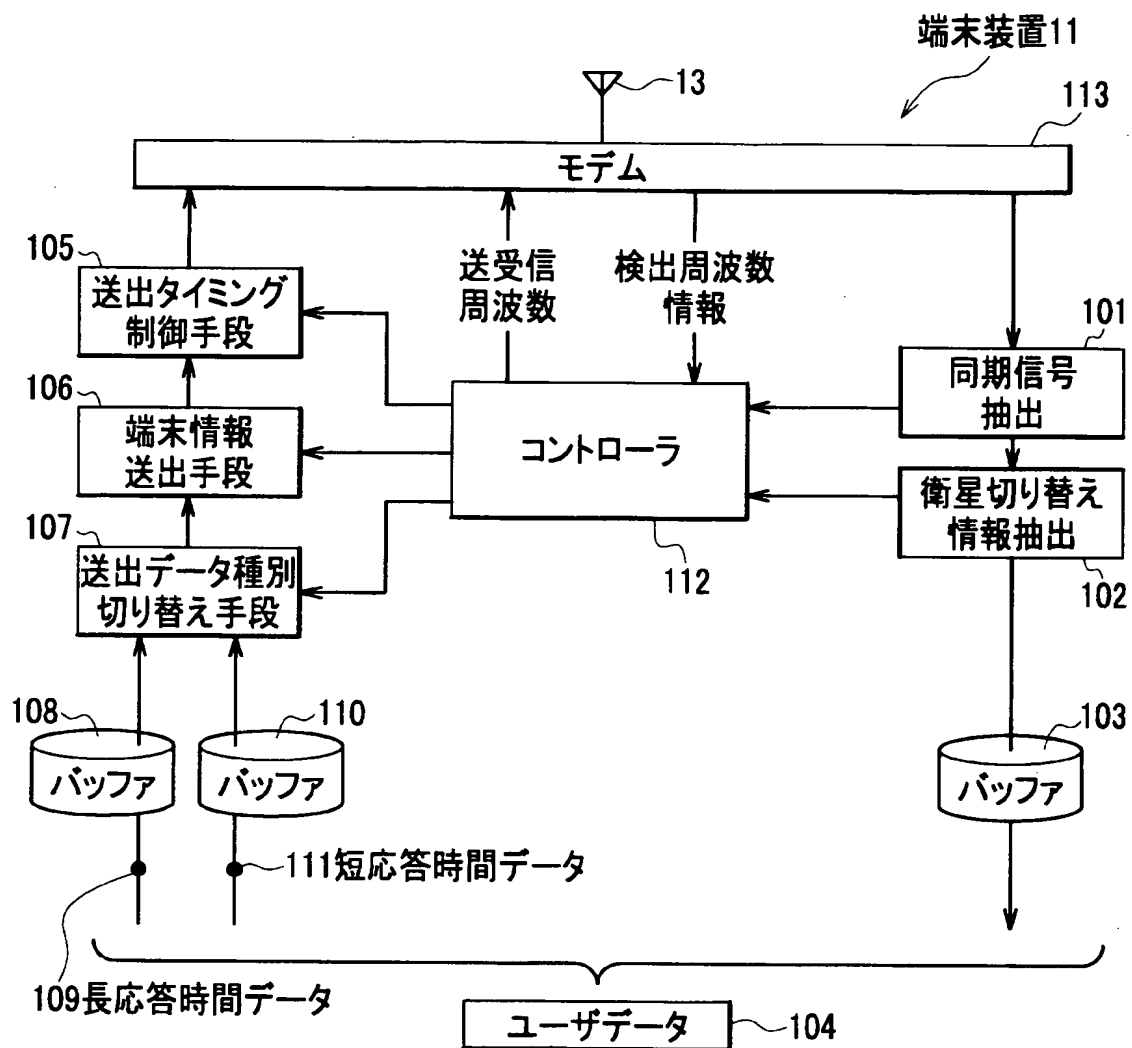 端末装置11
13
113
モデム
105
送出タイミング
制御手段
送受信
周波数
検出周波数
情報
101
同期信号
抽出
106
端末情報
送出手段
コントローラ
112
衛星切り替え
情報抽出
102
107
送出データ種別
切り替え手段
108
バッファ
110
バッファ
103
バッファ
111短応答時間データ
109長応答時間データ
ユーザデータ
104